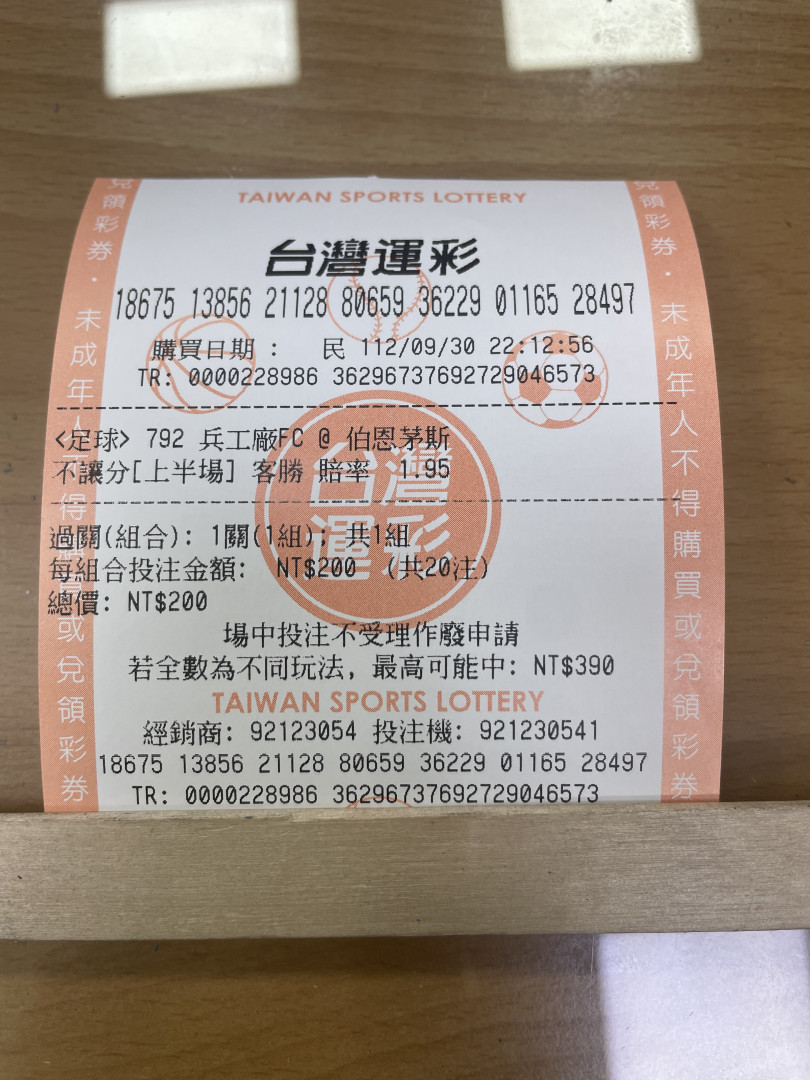 TAIWAN SPORTS LOTTERY
台灣運彩
18675 13856 21128 80659 36229 01165 28497
購買日期: 民 112/09/30 22:12:56
TR: 0000228986 36296737692729046573
<足球> 792 兵工廠FC @ 伯恩茅斯
不讓分[上半場] 客勝 賠率 1.95
台灣
運彩
過關(組合): 1關(1組); 共1組
每組合投注金額: NT$200 (共20注)
總價: NT$200
場中投注不受理作廢申請
若全數為不同玩法, 最高可能中: NT$390
TAIWAN SPORTS LOTTERY
經銷商: 92123054 投注機: 921230541
18675 13856 21128 80659 36229 01165 28497
TR: 0000228986 36296737692729046573
兌領彩券・未成年人不得購買或兌領彩券
兌領彩券・未成年人不得購買或兌領彩券